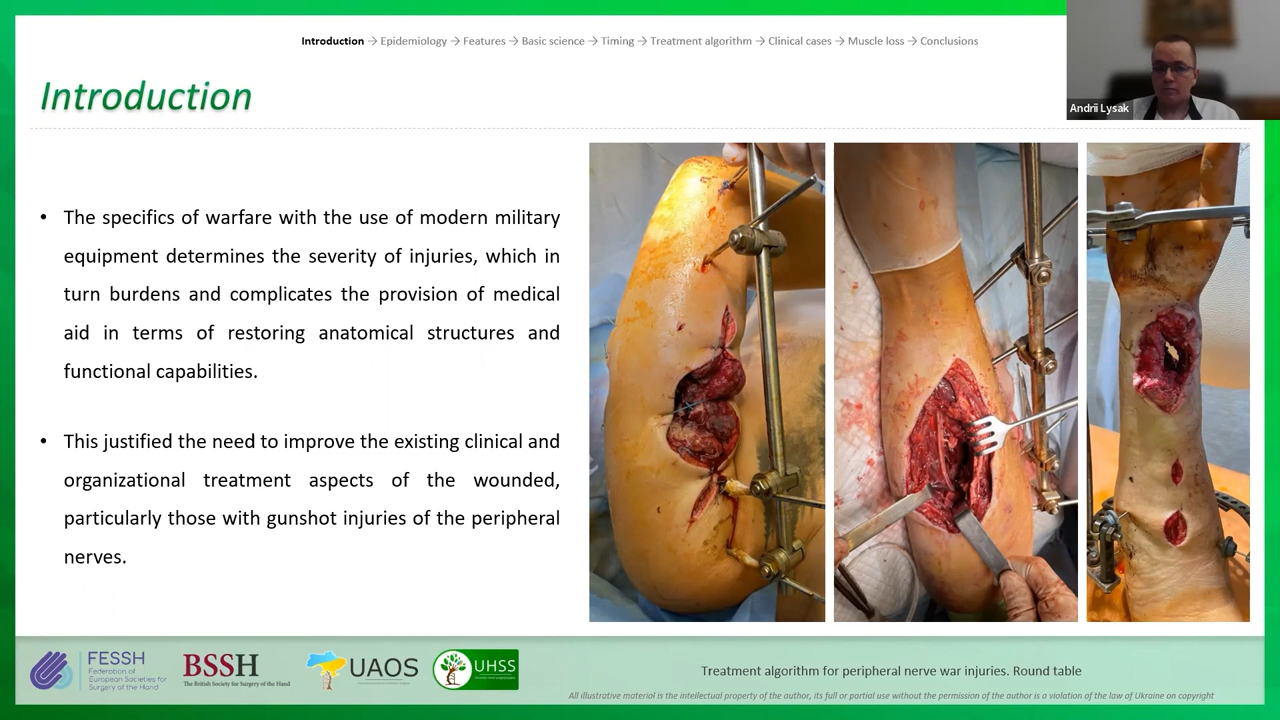 Introduction → Epidemiology → Features → Basic science → Timing → Treatment algorithm → Clinical cases → Muscle loss → Conclusions
Andrii Lysak
Introduction
• The specifics of warfare with the use of modern military
equipment determines the severity of injuries, which in
turn burdens and complicates the provision of medical
aid in terms of restoring anatomical structures and
functional capabilities.
• This justified the need to improve the existing clinical and
organizational treatment aspects of the wounded,
particularly those with gunshot injuries of the peripheral
nerves.
FESSH
Federation of
European Societies for
Surgery of the Hand
BSSH
The British Society for Surgery of the Hand
UAOS
UHSS
Treatment algorithm for peripheral nerve war injuries. Round table
All illustrative material is the intellectual property of the author, its full or partial use without the permission of the author is a violation of the law of Ukraine on copyright